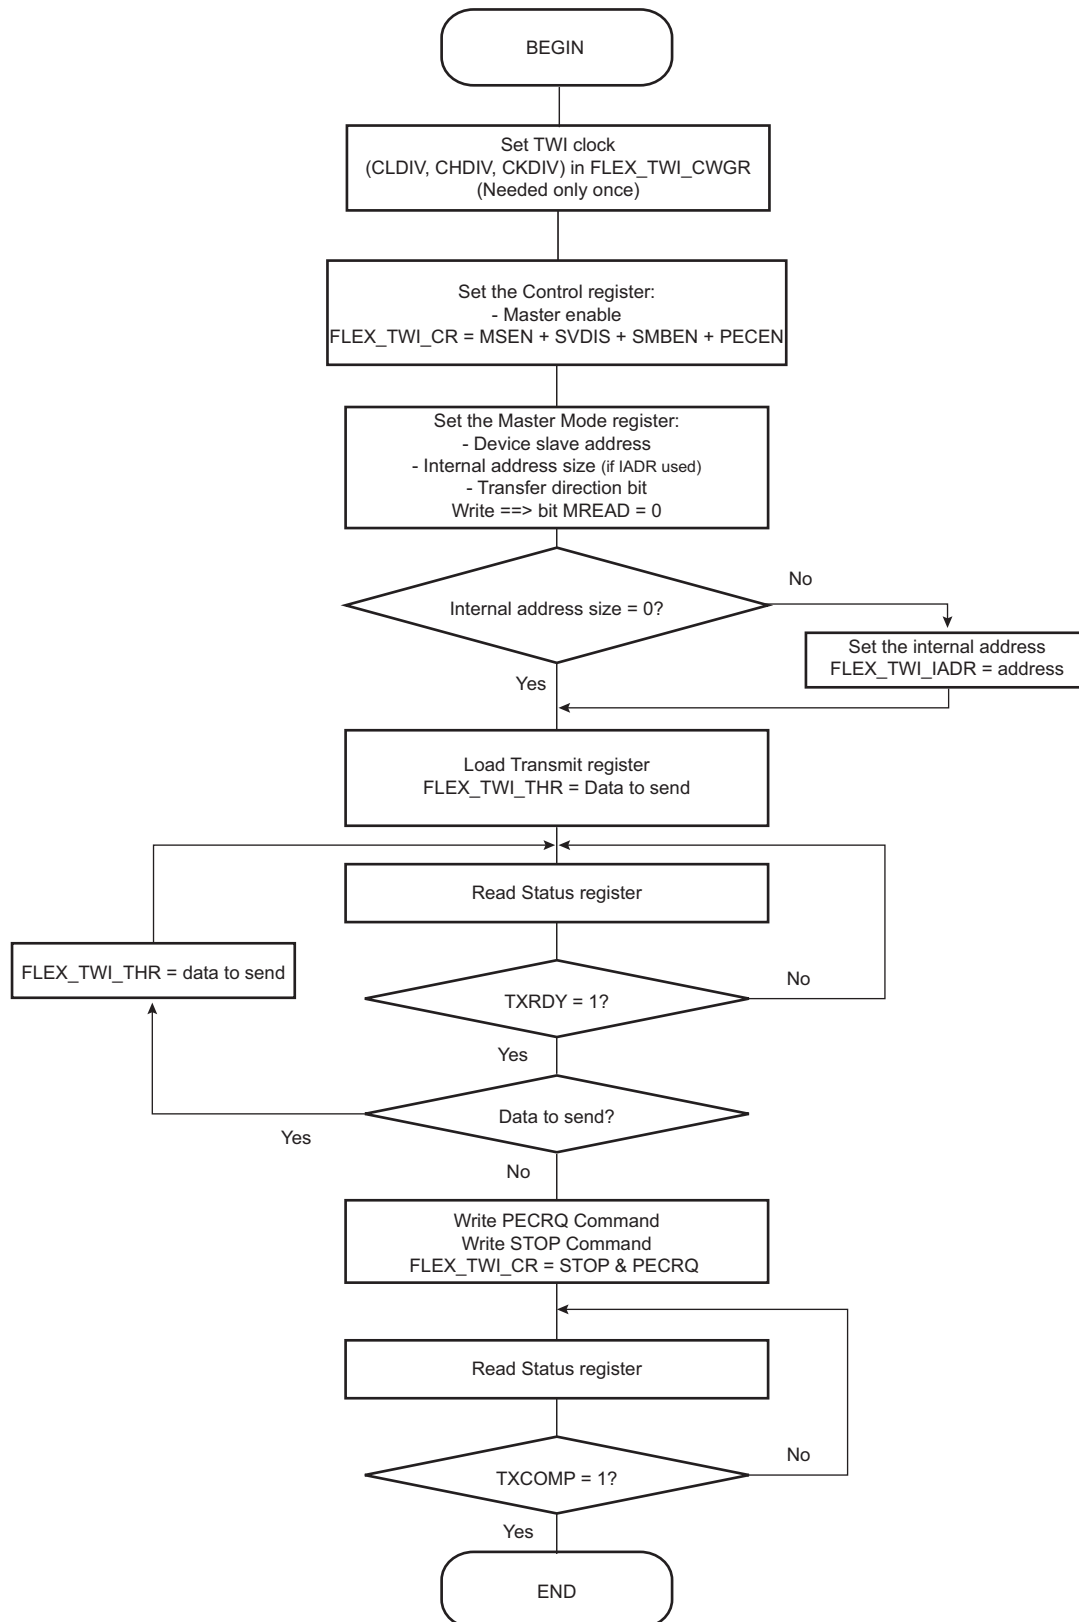 BEGIN
Set TWI clock
(CLDIV, CHDIV, CKDIV) in FLEX_TWI_CWGR
(Needed only once)
Set the Control register:
- Master enable
FLEX_TWI_CR = MSEN + SVDIS + SMBEN + PECEN
Set the Master Mode register:
- Device slave address
- Internal address size (if IADR used)
- Transfer direction bit
Write ==> bit MREAD = 0
Internal address size = 0?
No
Set the internal address
FLEX_TWI_IADR = address
Yes
Load Transmit register
FLEX_TWI_THR = Data to send
Read Status register
FLEX_TWI_THR = data to send
TXRDY = 1?
No
Yes
Data to send?
Yes
No
Write PECRQ Command
Write STOP Command
FLEX_TWI_CR = STOP & PECRQ
Read Status register
No
TXCOMP = 1?
Yes
END